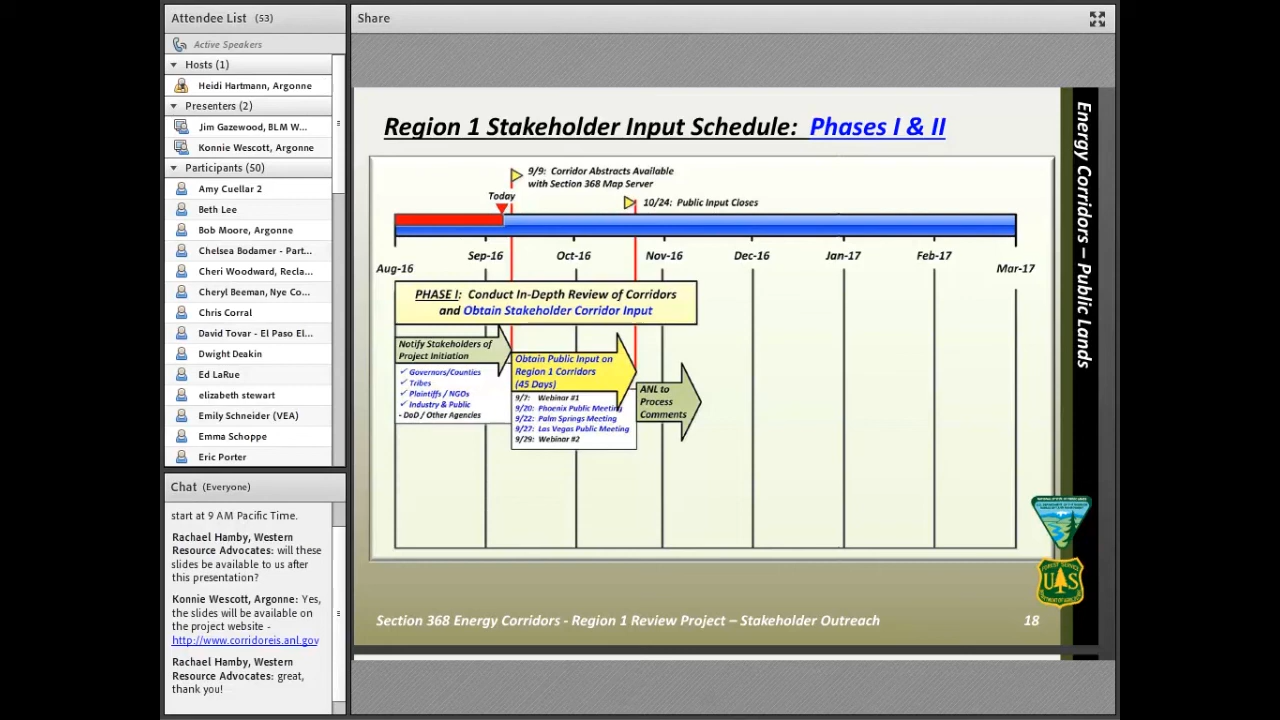 Attendee List (53)
Active Speakers
Hosts (1)
Heidi Hartmann, Argonne
Presenters (2)
Jim Gazewood, BLM W...
Konnie Wescott, Argonne
Participants (50)
Amy Cuellar 2
Beth Lee
Bob Moore, Argonne
Chelsea Bodamer - Part...
Cheri Woodward, Recla...
Cheryl Beeman, Nye Co...
Chris Corral
David Tovar - El Paso El...
Dwight Deakin
Ed LaRue
elizabeth stewart
Emily Schneider (VEA)
Emma Schoppe
Eric Porter
Chat (Everyone)
start at 9 AM Pacific Time.
Rachael Hamby, Western
Resource Advocates: will these
slides be available to us after
this presentation?
Konnie Wescott, Argonne: Yes,
the slides will be available on
the project website -
http://www.corridoreis.anl.gov
Rachael Hamby, Western
Resource Advocates: great,
thank you!
Share
Region 1 Stakeholder Input Schedule: Phases I & II
9/9: Corridor Abstracts Available
with Section 368 Map Server
Today
10/24: Public Input Closes
Aug-16
Sep-16
Oct-16
Nov-16
Dec-16
Jan-17
Feb-17
Mar-17
PHASE I: Conduct In-Depth Review of Corridors
and Obtain Stakeholder Corridor Input
Notify Stakeholders of
Project Initiation
✓ Governors/Counties
✓ Tribes
✓ Plaintiffs / NGOs
✓ Industry & Public
- DoD / Other Agencies
Obtain Public Input on
Region 1 Corridors
(45 Days)
9/7: Webinar #1
9/20: Phoenix Public Meeting
9/22: Palm Springs Meeting
9/27: Las Vegas Public Meeting
9/29: Webinar #2
ANL to
Process
Comments
Energy Corridors – Public Lands
UAS
Section 368 Energy Corridors - Region 1 Review Project – Stakeholder Outreach
18